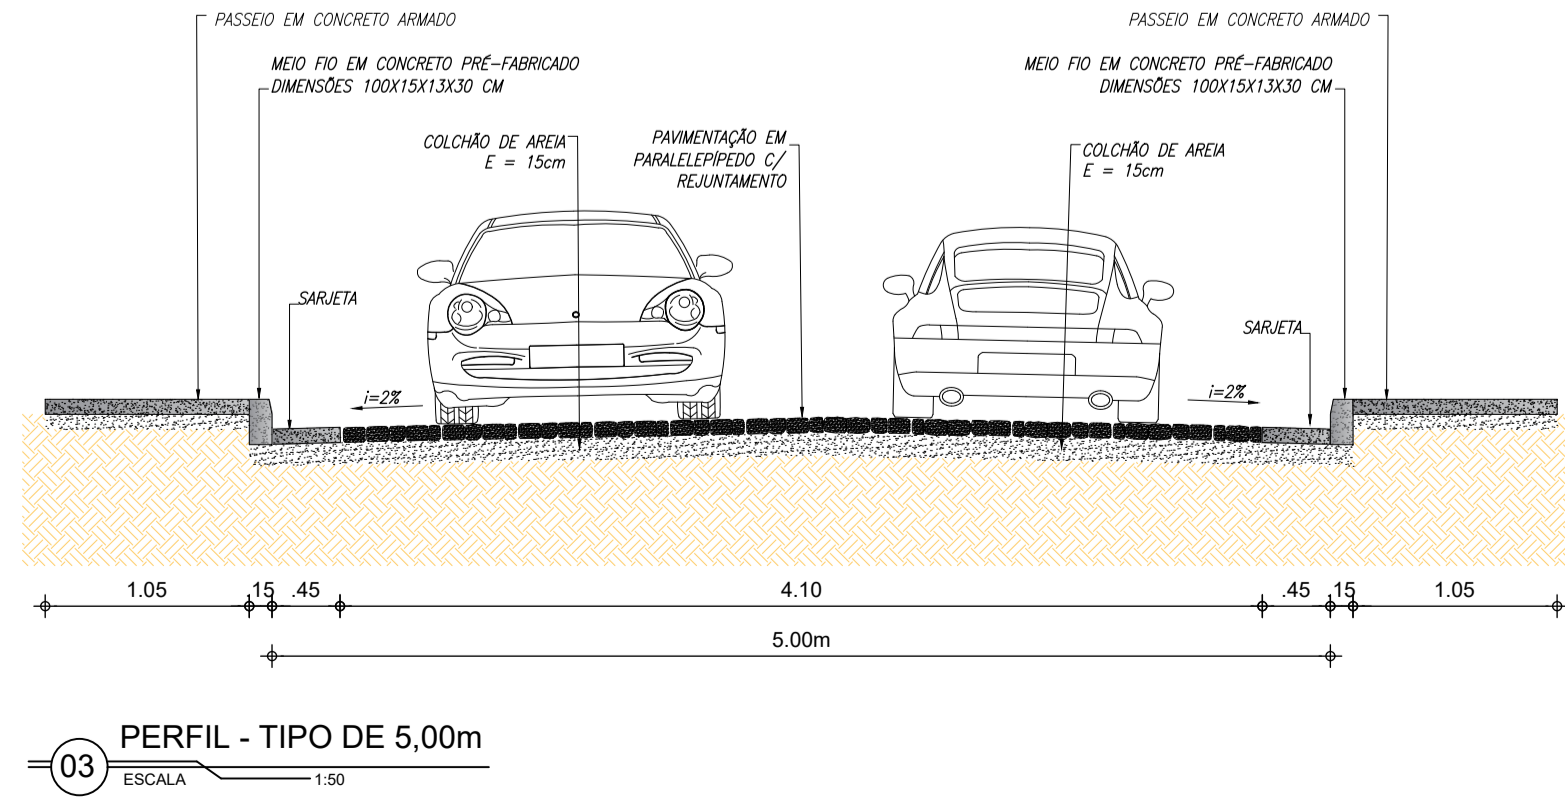 PASSEIO EM CONCRETO ARMADO
PASSEIO EM CONCRETO ARMADO
MEIO FIO EM CONCRETO PRÉ-FABRICADO
DIMENSÕES 100X15X13X30 CM
MEIO FIO EM CONCRETO PRÉ-FABRICADO
DIMENSÕES 100X15X13X30 CM
COLCHÃO DE AREIA
E = 15cm
PAVIMENTAÇÃO EM
PARALELEPÍPEDO C/
REJUNTAMENTO
COLCHÃO DE AREIA
E = 15cm
SARJETA
SARJETA
i=2%
i=2%
1.05 .15 .45 4.10 .45 .15 1.05
5.00m
03
PERFIL - TIPO DE 5,00m
ESCALA 1:50